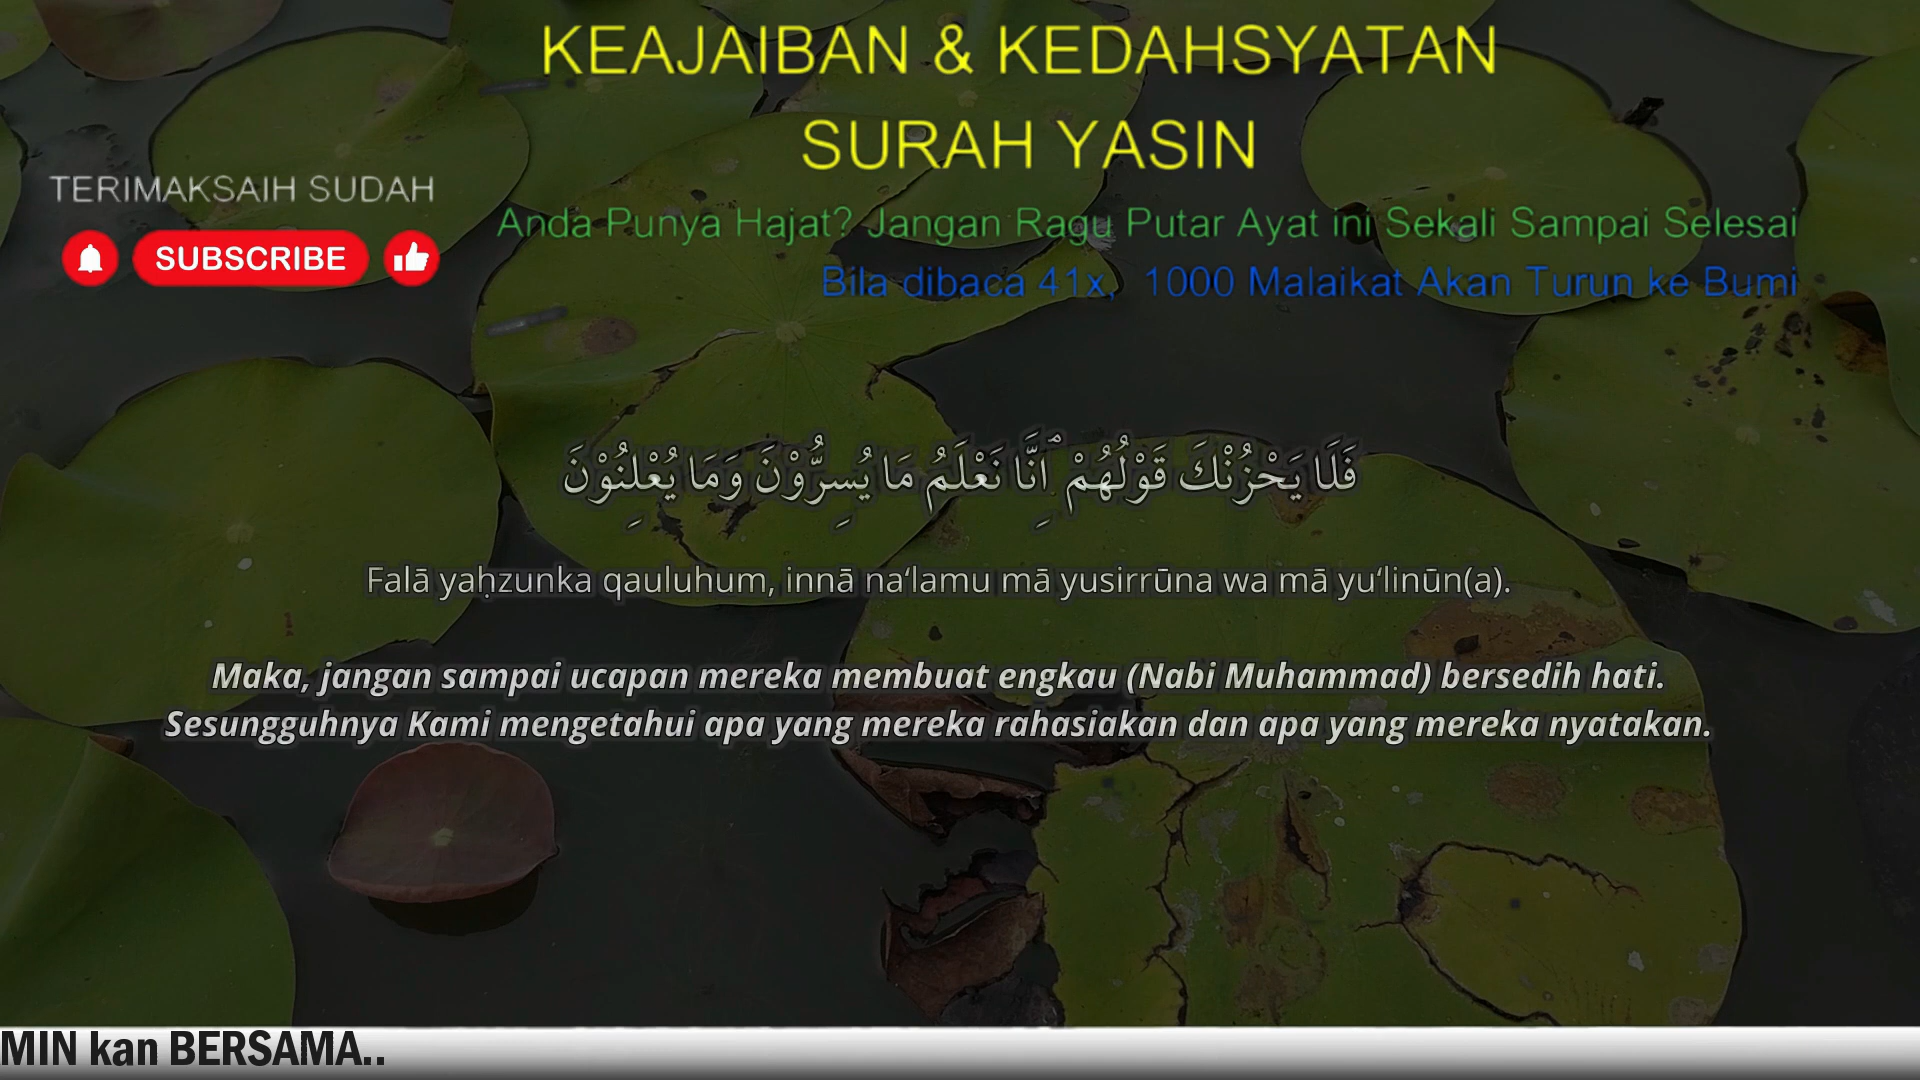 KEAJAIBAN & KEDAHSYATAN
SURAH YASIN
TERIMAKSAIH SUDAH
SUBSCRIBE
Anda Punya Hajat? Jangan Ragu Putar Ayat ini Sekali Sampai Selesai
Bila dibaca 41x, 1000 Malaikat Akan Turun ke Bumi
فَلَا يَحْزُنْكَ قَوْلُهُمْ ۘاِنَّا نَعْلَمُ مَا يُسِرُّوْنَ وَمَا يُعْلِنُوْنَ
Falā yaḥzunka qauluhum, innā na‘lamu mā yusirrūna wa mā yu‘linūn(a).
Maka, jangan sampai ucapan mereka membuat engkau (Nabi Muhammad) bersedih hati.
Sesungguhnya Kami mengetahui apa yang mereka rahasiakan dan apa yang mereka nyatakan.
MIN kan BERSAMA..